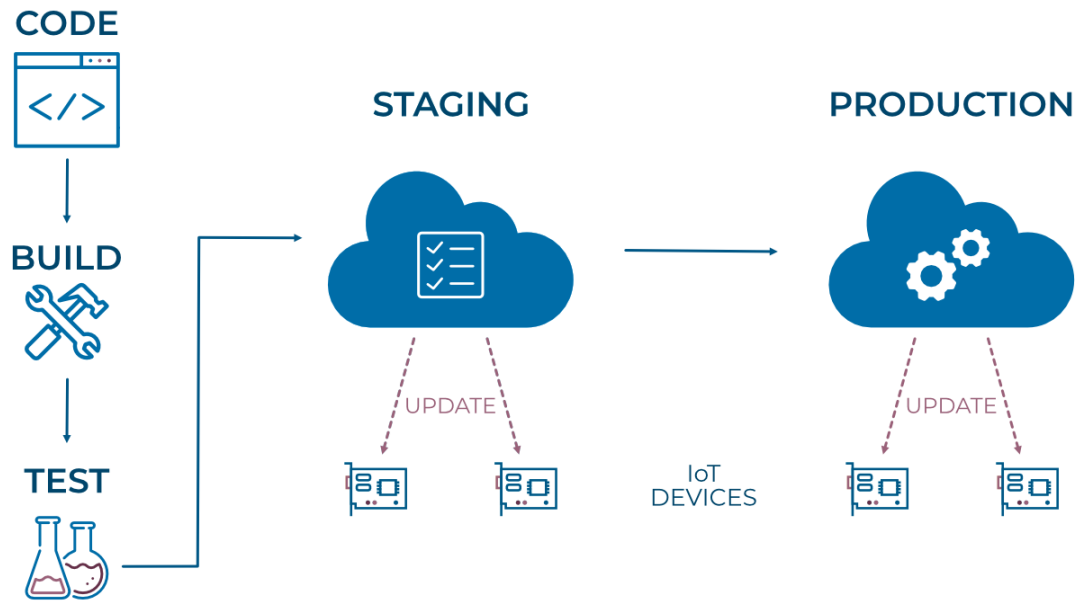 CODE
BUILD
TEST
STAGING
UPDATE
PRODUCTION
UPDATE
IoT
DEVICES